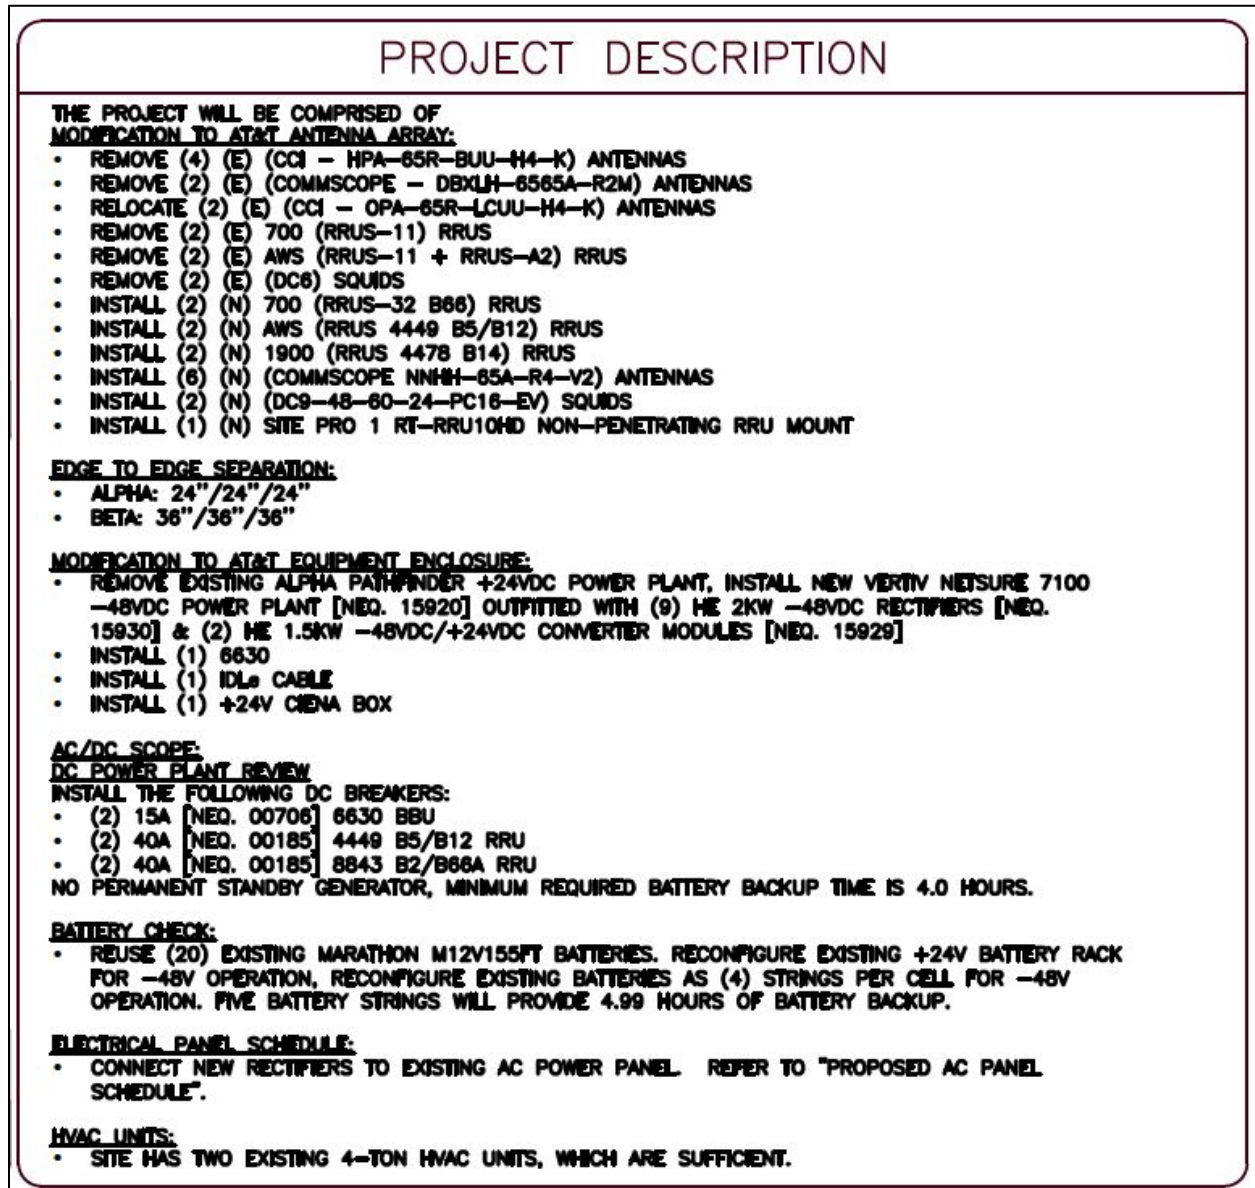 PROJECT DESCRIPTION
THE PROJECT WILL BE COMPRISED OF
MODIFICATION TO AT&T ANTENNA ARRAY:
• REMOVE (4) (E) (CCI - HPA-65R-BUU-H4-K) ANTENNAS
• REMOVE (2) (E) (COMMSCOPE - DBXLH-6565A-R2M) ANTENNAS
• RELOCATE (2) (E) (CCI - OPA-65R-LCUU-H4-K) ANTENNAS
• REMOVE (2) (E) 700 (RRUS-11) RRUS
• REMOVE (2) (E) AWS (RRUS-11 + RRUS-A2) RRUS
• REMOVE (2) (E) (DC6) SQUIDS
• INSTALL (2) (N) 700 (RRUS-32 B66) RRUS
• INSTALL (2) (N) AWS (RRUS 4449 B5/B12) RRUS
• INSTALL (2) (N) 1900 (RRUS 4478 B14) RRUS
• INSTALL (6) (N) (COMMSCOPE NNHH-65A-R4-V2) ANTENNAS
• INSTALL (2) (N) (DC9-48-60-24-PC16-EV) SQUIDS
• INSTALL (1) (N) SITE PRO 1 RT-RRU10HD NON-PENETRATING RRU MOUNT
EDGE TO EDGE SEPARATION:
• ALPHA: 24"/24"/24"
• BETA: 36"/36"/36"
MODIFICATION TO AT&T EQUIPMENT ENCLOSURE:
• REMOVE EXISTING ALPHA PATHFINDER +24VDC POWER PLANT, INSTALL NEW VERTIV NETSURE 7100
-48VDC POWER PLANT [NEQ. 15920] OUTFITTED WITH (9) HE 2KW -48VDC RECTIFIERS [NEQ.
15930] & (2) HE 1.5KW -48VDC/+24VDC CONVERTER MODULES [NEQ. 15929]
• INSTALL (1) 6630
• INSTALL (1) IDLe CABLE
• INSTALL (1) +24V CIENA BOX
AC/DC SCOPE:
DC POWER PLANT REVIEW
INSTALL THE FOLLOWING DC BREAKERS:
• (2) 15A [NEQ. 00706] 6630 BBU
• (2) 40A [NEQ. 00185] 4449 B5/B12 RRU
• (2) 40A [NEQ. 00185] 8843 B2/B66A RRU
NO PERMANENT STANDBY GENERATOR, MINIMUM REQUIRED BATTERY BACKUP TIME IS 4.0 HOURS.
BATTERY CHECK:
• REUSE (20) EXISTING MARATHON M12V155FT BATTERIES. RECONFIGURE EXISTING +24V BATTERY RACK
FOR -48V OPERATION, RECONFIGURE EXISTING BATTERIES AS (4) STRINGS PER CELL FOR -48V
OPERATION. FIVE BATTERY STRINGS WILL PROVIDE 4.99 HOURS OF BATTERY BACKUP.
ELECTRICAL PANEL SCHEDULE:
• CONNECT NEW RECTIFIERS TO EXISTING AC POWER PANEL. REFER TO "PROPOSED AC PANEL
SCHEDULE".
HVAC UNITS:
• SITE HAS TWO EXISTING 4-TON HVAC UNITS, WHICH ARE SUFFICIENT.